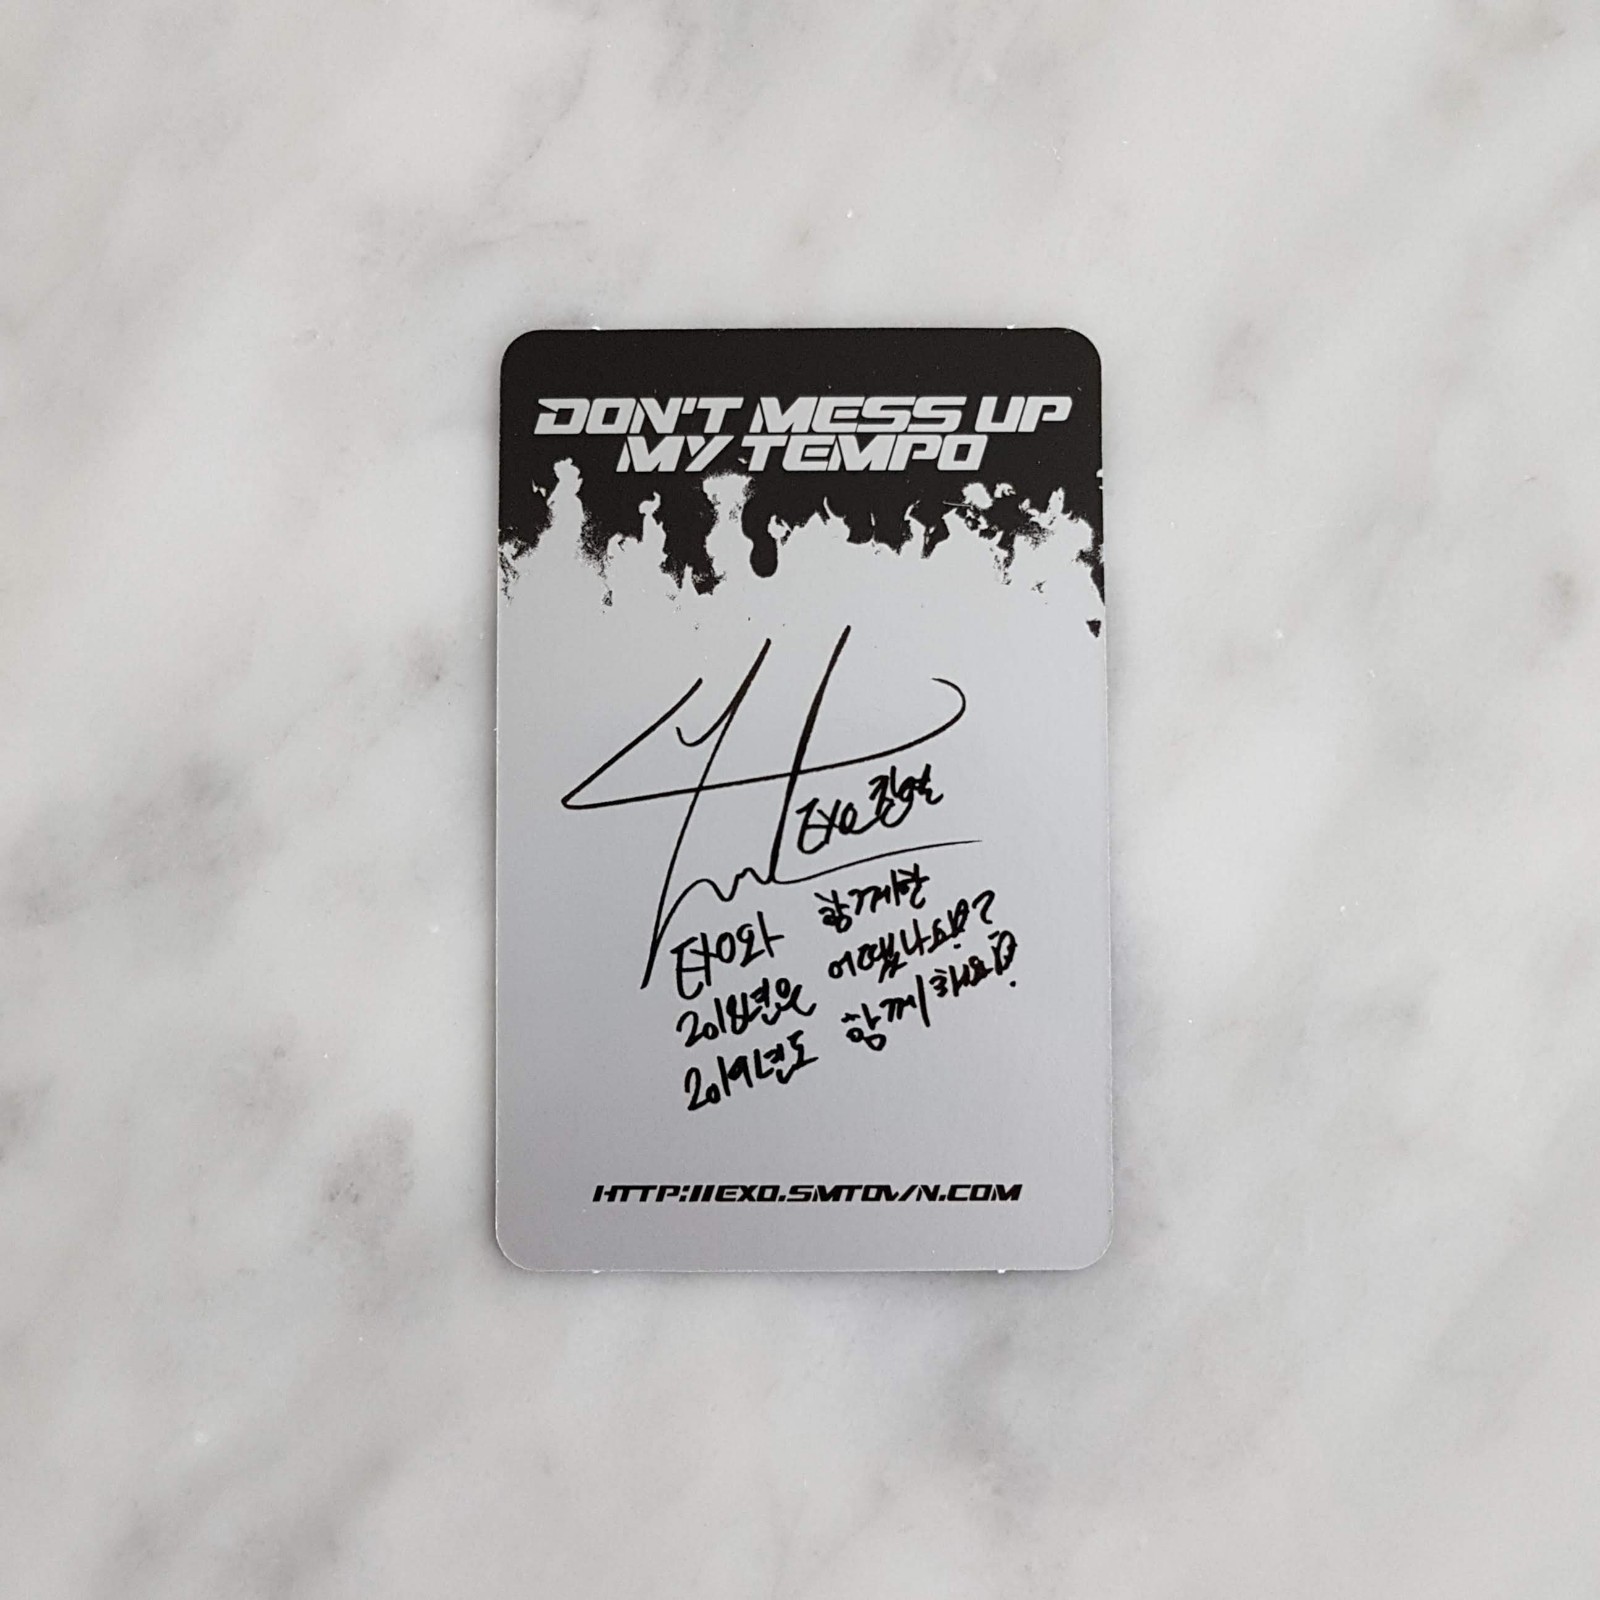 DON'T MESS UP
MY TEMPO
EXO 찬열
EXO와 함께한
2018년은 어땠나요?
2019년도 함께해요
HTTP://EXO.SMTOWN.COM